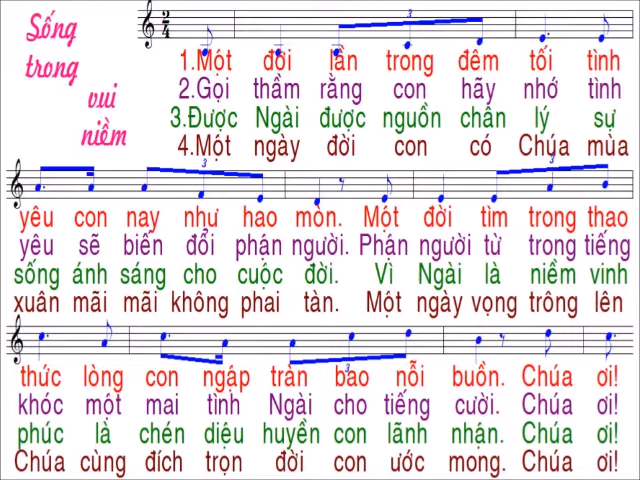 Sống
trong
vui
niềm
2
4
3
1.Một đời lần trong đêm tối tình
2.Gọi thầm rằng con hãy nhớ tình
3.Được Ngài được nguồn chân lý sự
4.Một ngày đời con có Chúa mùa
3
3
yêu con nay như hao mòn. Một đời tìm trong thao
yêu sẽ biến đổi phận người. Phận người từ trong tiếng
sống ánh sáng cho cuộc đời. Vì Ngài là niềm vinh
xuân mãi mãi không phai tàn. Một ngày vọng trông lên
3
thức lòng con ngập tràn bao nỗi buồn. Chúa ơi!
khóc một mai tình Ngài cho tiếng cười. Chúa ơi!
phúc là chén diệu huyền con lãnh nhận. Chúa ơi!
Chúa cùng đích trọn đời con ước mong. Chúa ơi!